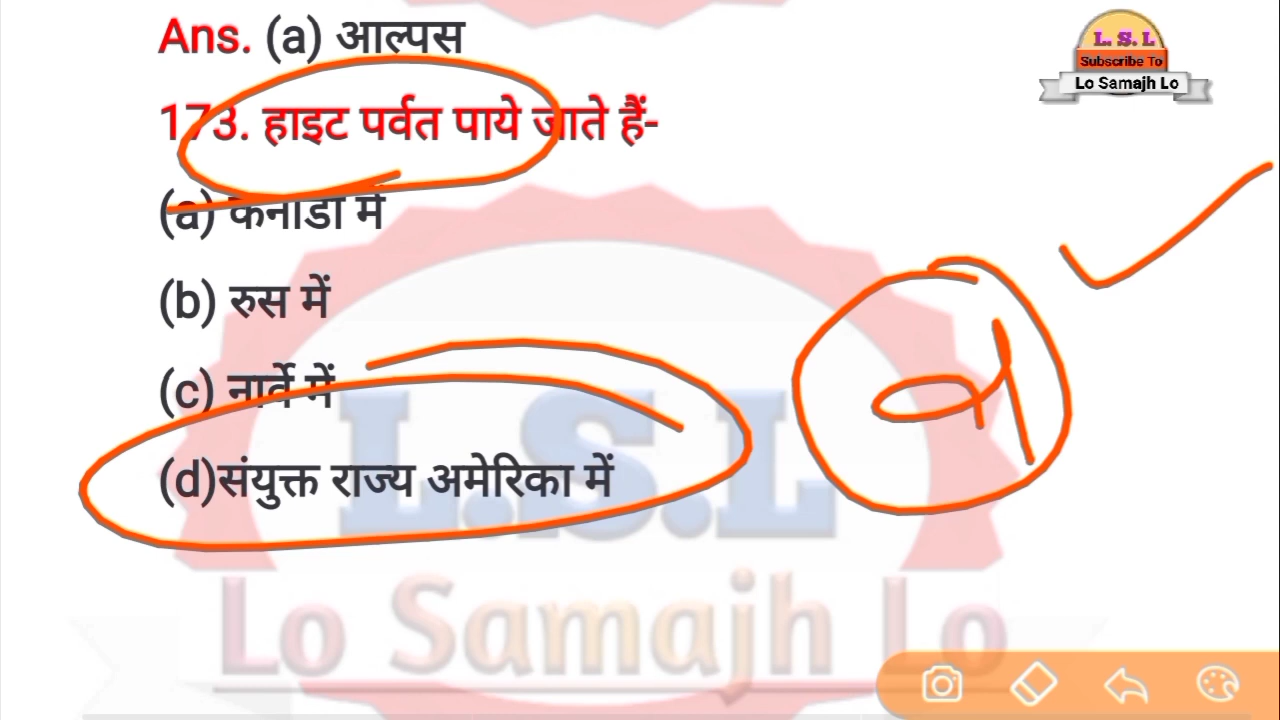 Ans. (a) आल्पस
L. S. L
Subscribe To
Lo Samajh Lo
173. हाइट पर्वत पाये जाते हैं-
(a) कनाडा में
(b) रुस में
(c) नार्वे में
(d)संयुक्त राज्य अमेरिका में
L.S.L
Lo Samajh Lo